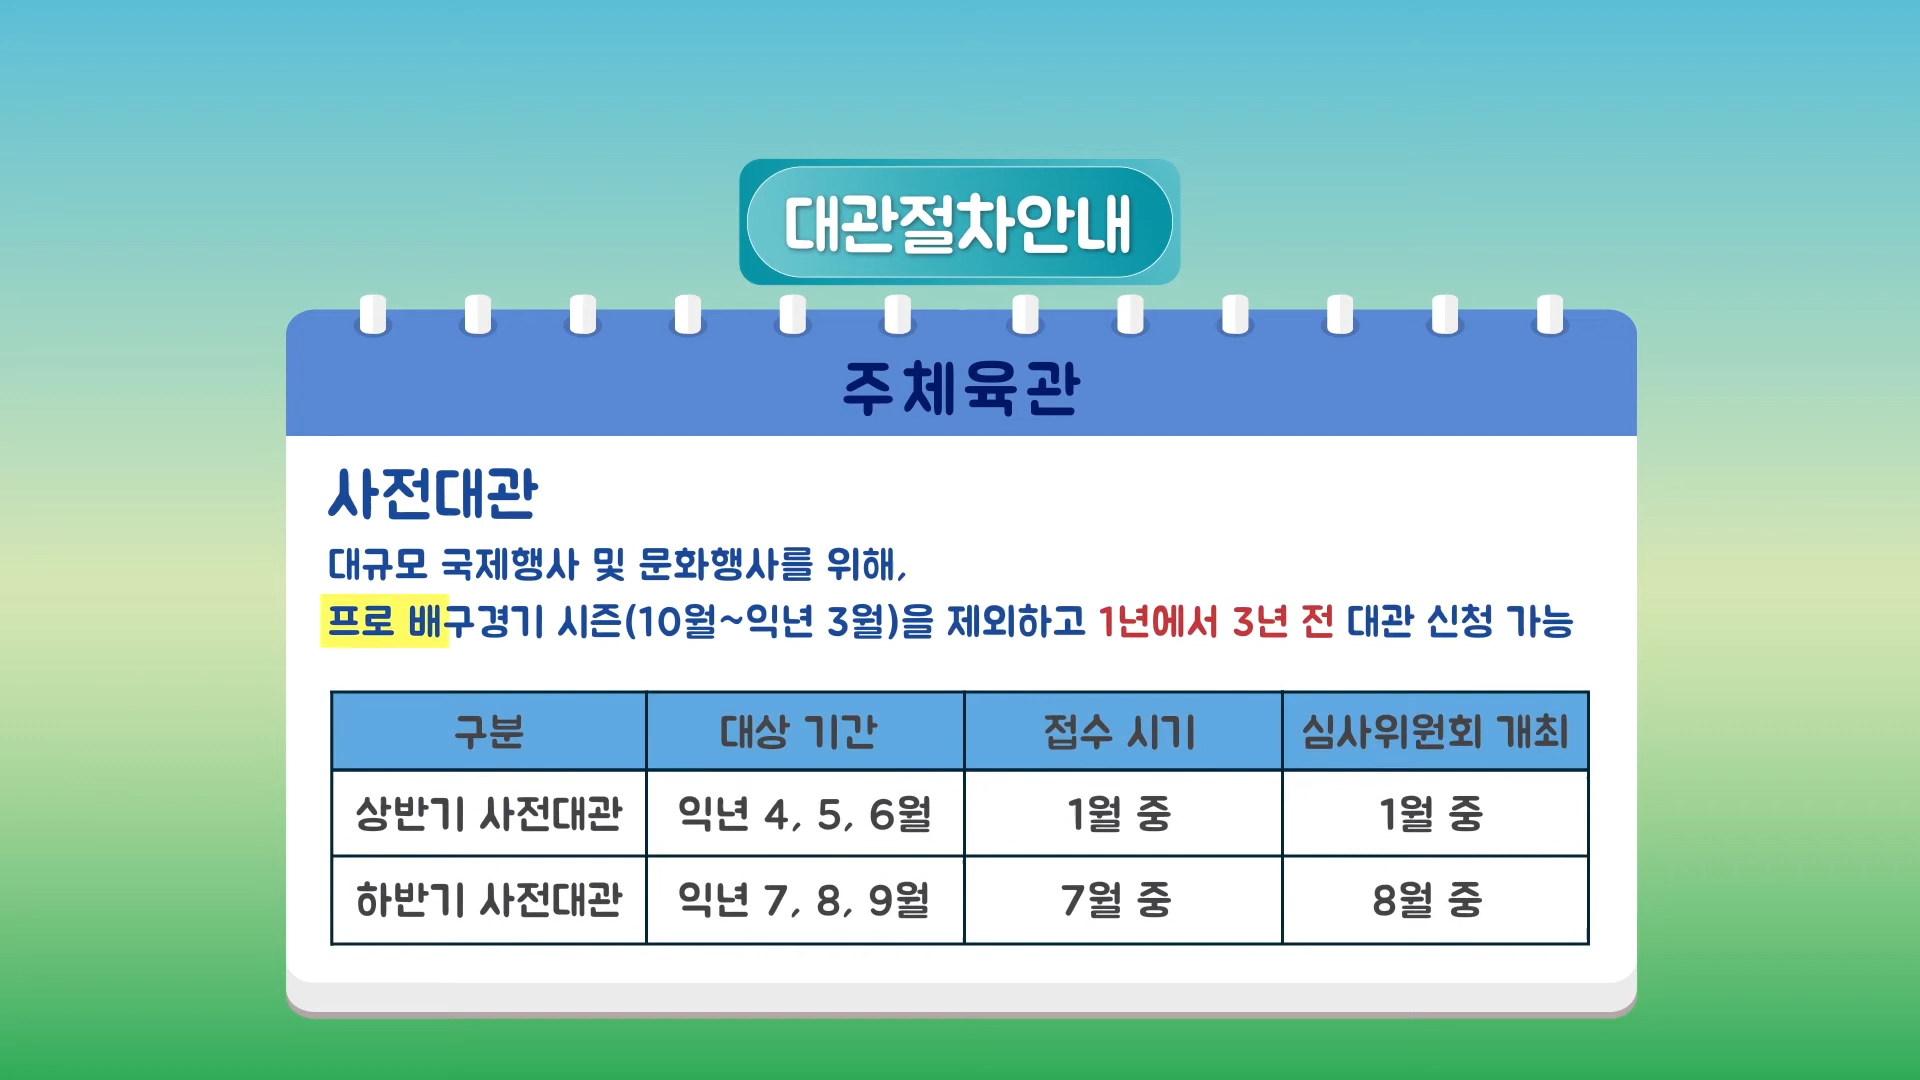 대관절차안내
주체육관
사전대관
대규모 국제행사 및 문화행사를 위해,
프로 배구경기 시즌(10월~익년 3월)을 제외하고 1년에서 3년 전 대관 신청 가능
구분 대상 기간 접수 시기 심사위원회 개최
상반기 사전대관 익년 4, 5, 6월 1월 중 1월 중
하반기 사전대관 익년 7, 8, 9월 7월 중 8월 중